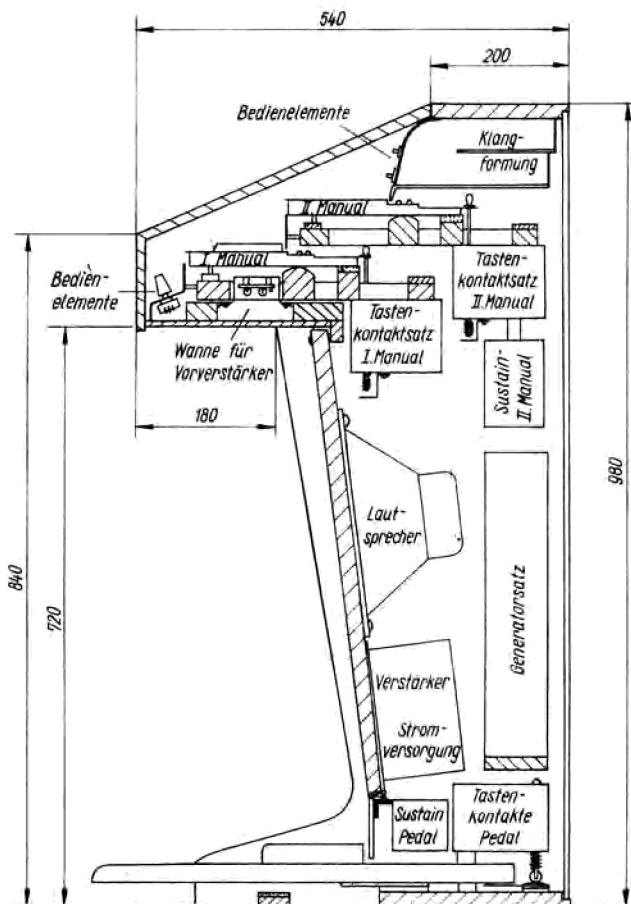 540
200
Bedienelemente
Klang-
formung
II. Manual
I. Manual
Bedien-
elemente
Tasten-
kontaktsatz
II. Manual
Wanne für
Vorverstärker
Tasten-
kontaktsatz
I. Manual
Sustain-
II. Manual
180
980
840
720
Laut-
sprecher
Generatorsatz
Verstärker
Strom-
versorgung
Sustain
Pedal
Tasten-
kontakte
Pedal